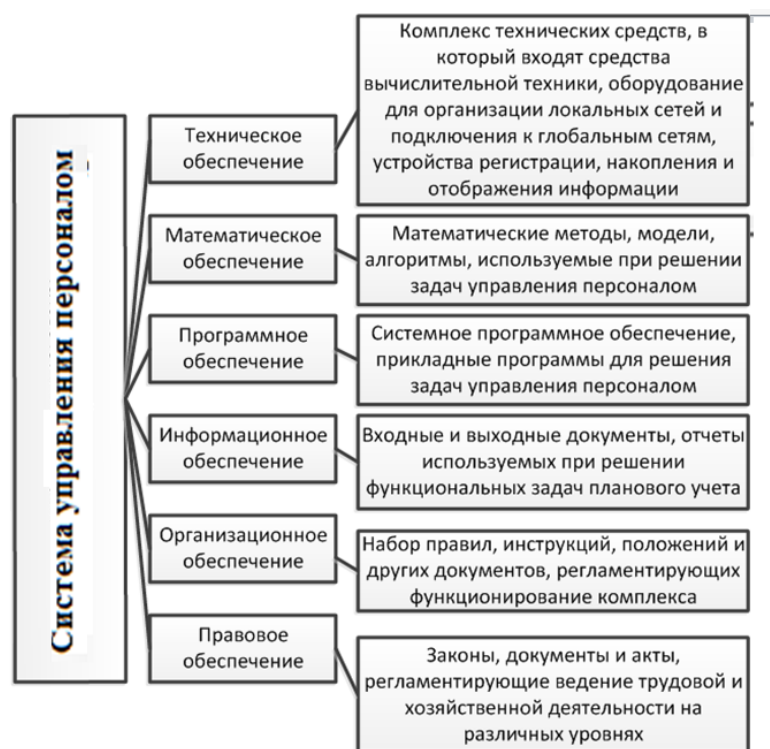 Система управления персоналом
Техническое
обеспечение
Комплекс технических средств, в
который входят средства
вычислительной техники, оборудование
для организации локальных сетей и
подключения к глобальным сетям,
устройства регистрации, накопления и
отображения информации
Математическое
обеспечение
Математические методы, модели,
алгоритмы, используемые при решении
задач управления персоналом
Программное
обеспечение
Системное программное обеспечение,
прикладные программы для решения
задач управления персоналом
Информационное
обеспечение
Входные и выходные документы, отчеты
используемых при решении
функциональных задач планового учета
Организационное
обеспечение
Набор правил, инструкций, положений и
других документов, регламентирующих
функционирование комплекса
Правовое
обеспечение
Законы, документы и акты,
регламентирующие ведение трудовой и
хозяйственной деятельности на
различных уровнях